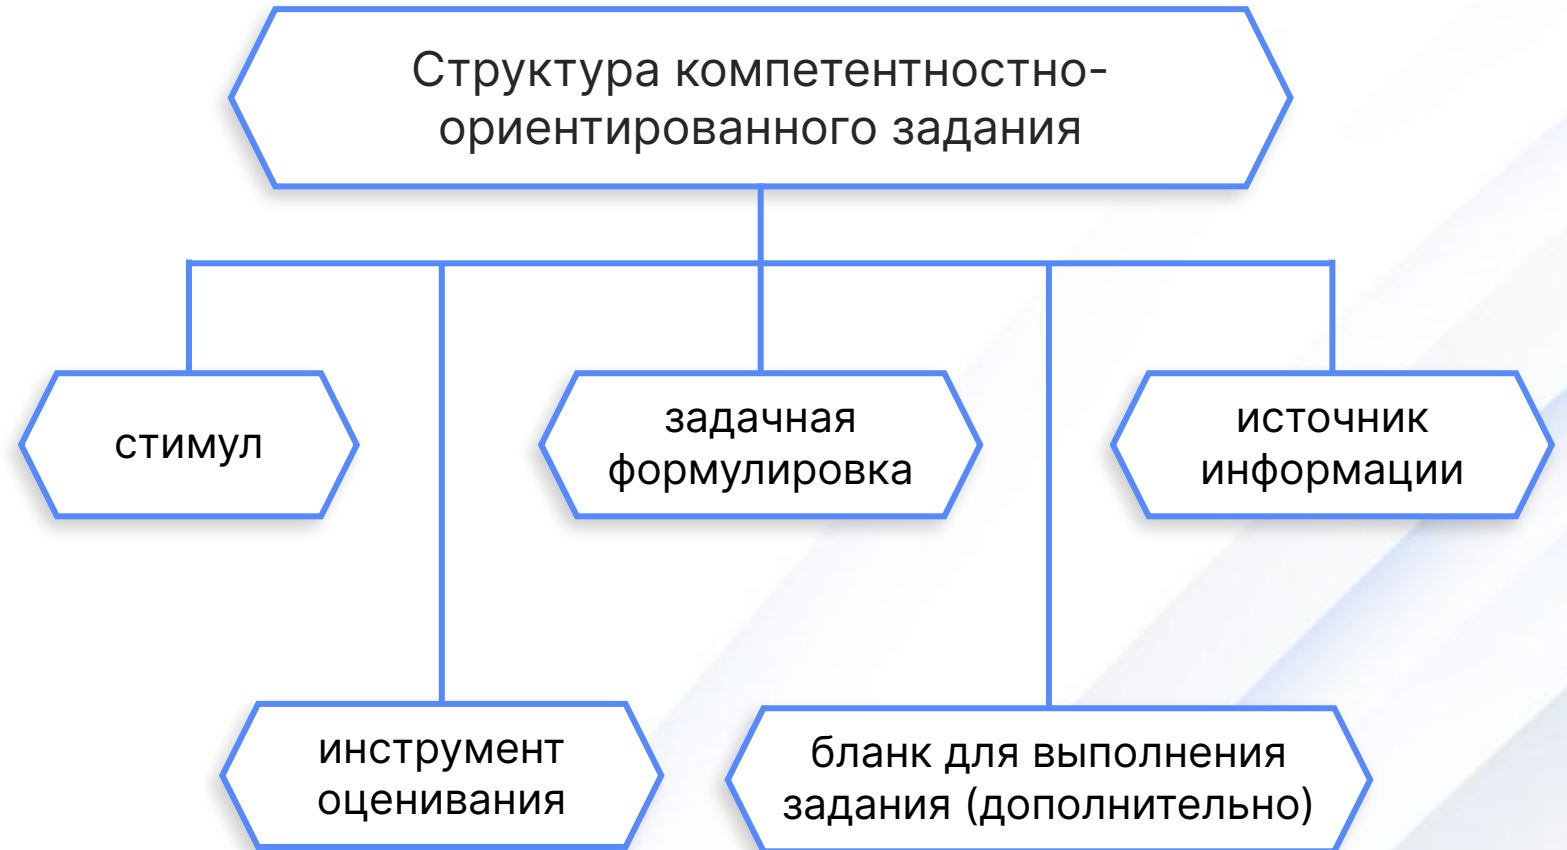 Структура компетентностно-
ориентированного задания
стимул
задачная
формулировка
источник
информации
инструмент
оценивания
бланк для выполнения
задания (дополнительно)